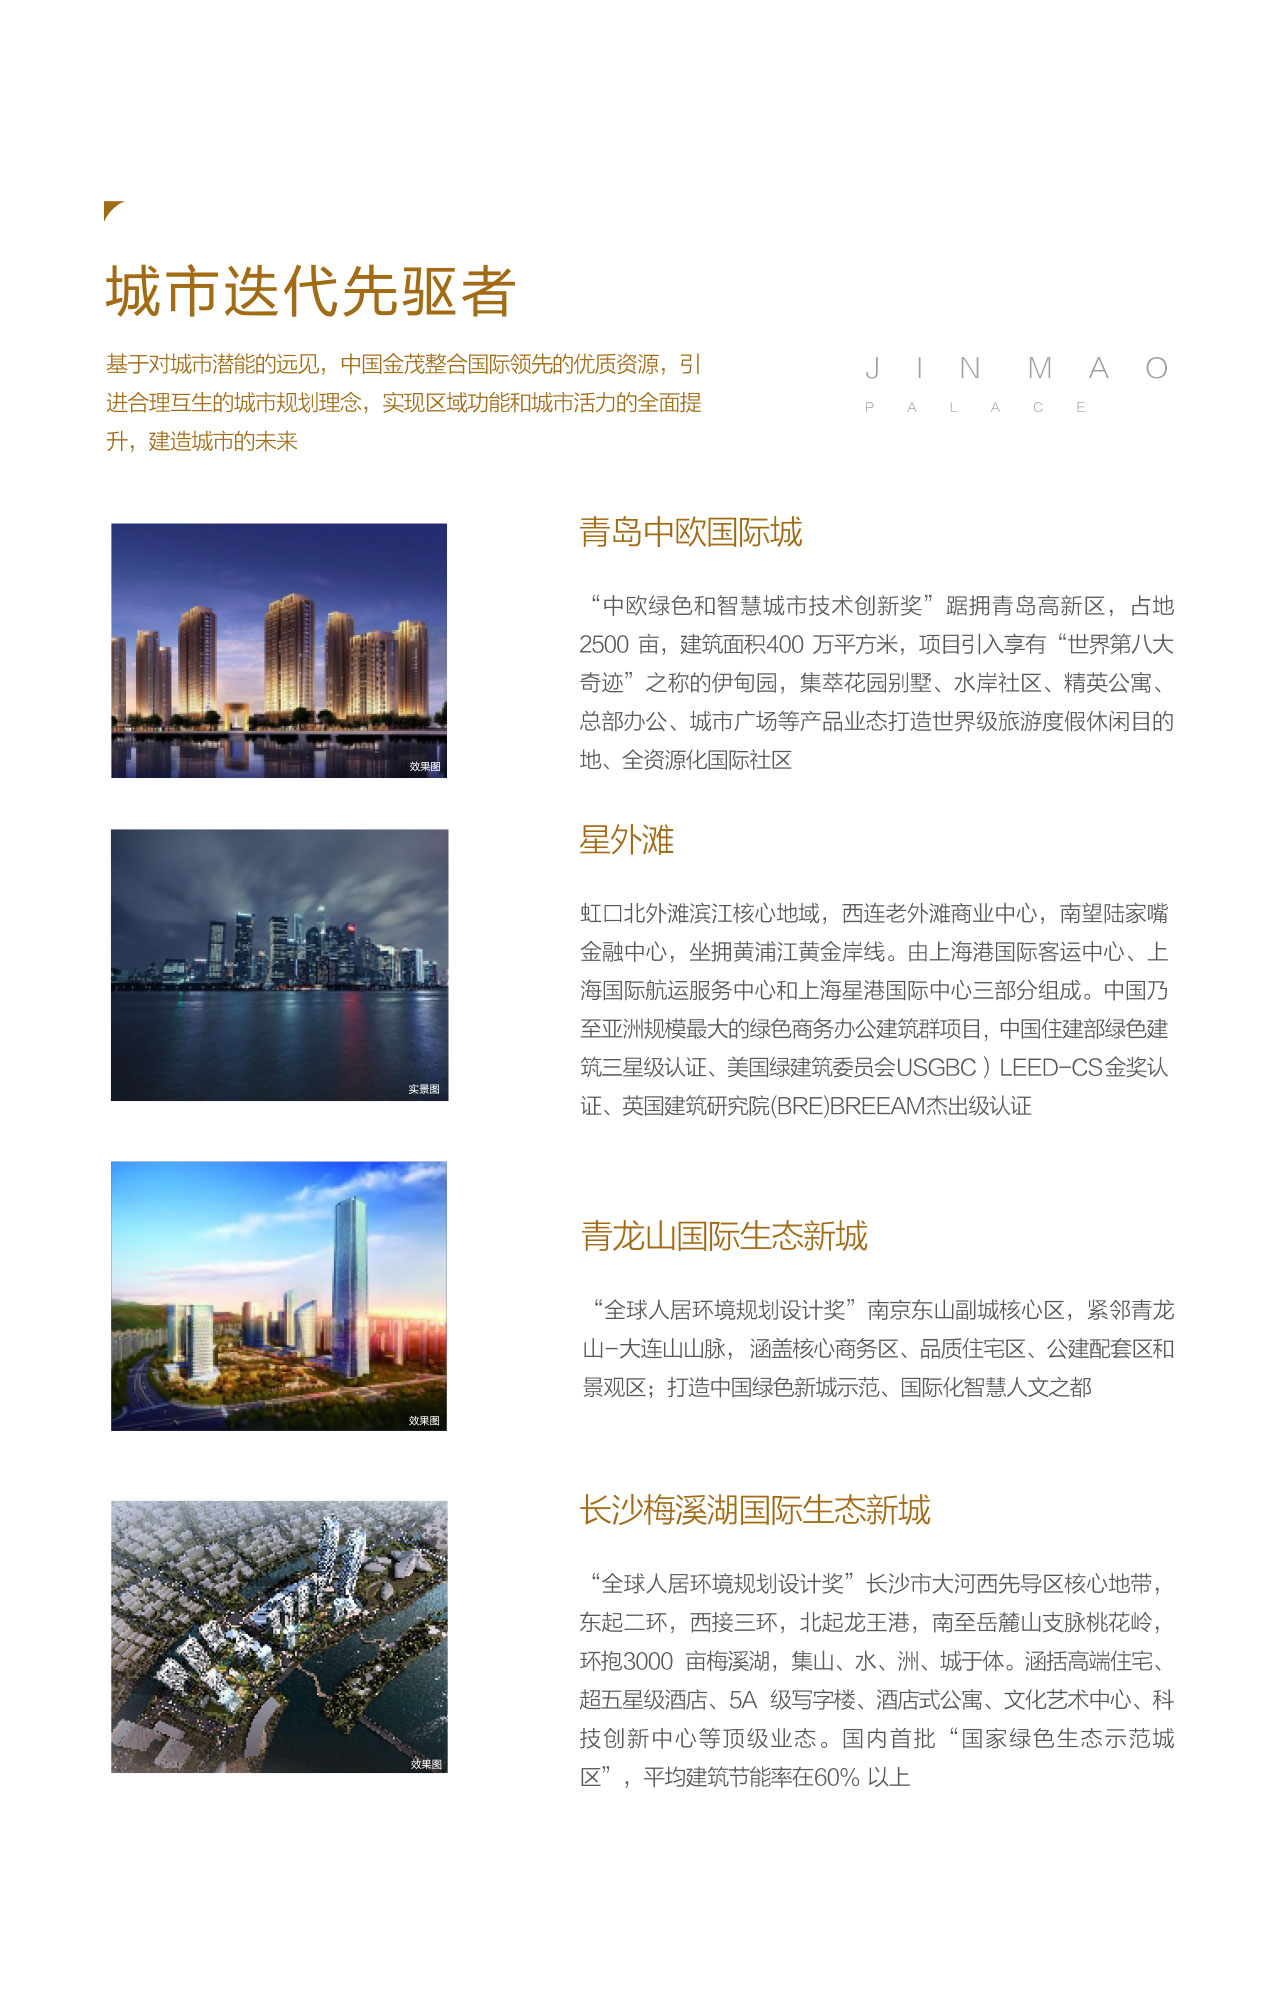 城市迭代先驱者
基于对城市潜能的远见，中国金茂整合国际领先的优质资源，引
进合理互生的城市规划理念，实现区域功能和城市活力的全面提
升，建造城市的未来
JIN MAO
PALACE
青岛中欧国际城
“中欧绿色和智慧城市技术创新奖”踞拥青岛高新区，占地
2500 亩，建筑面积400 万平方米，项目引入享有“世界第八大
奇迹”之称的伊甸园，集萃花园别墅、水岸社区、精英公寓、
总部办公、城市广场等产品业态打造世界级旅游度假休闲目的
地、全资源化国际社区
效果图
星外滩
虹口北外滩滨江核心地域，西连老外滩商业中心，南望陆家嘴
金融中心，坐拥黄浦江黄金岸线。由上海港国际客运中心、上
海国际航运服务中心和上海星港国际中心三部分组成。中国乃
至亚洲规模最大的绿色商务办公建筑群项目，中国住建部绿色建
筑三星级认证、美国绿建筑委员会USGBC ）LEED-CS金奖认
证、英国建筑研究院(BRE)BREEAM杰出级认证
实景图
青龙山国际生态新城
“全球人居环境规划设计奖”南京东山副城核心区，紧邻青龙
山-大连山山脉， 涵盖核心商务区、品质住宅区、公建配套区和
景观区；打造中国绿色新城示范、国际化智慧人文之都
效果图
长沙梅溪湖国际生态新城
“全球人居环境规划设计奖”长沙市大河西先导区核心地带，
东起二环，西接三环，北起龙王港，南至岳麓山支脉桃花岭，
环抱3000 亩梅溪湖，集山、水、洲、城于体。涵括高端住宅、
超五星级酒店、5A 级写字楼、酒店式公寓、文化艺术中心、科
技创新中心等顶级业态。国内首批“国家绿色生态示范城
区”，平均建筑节能率在60% 以上
效果图